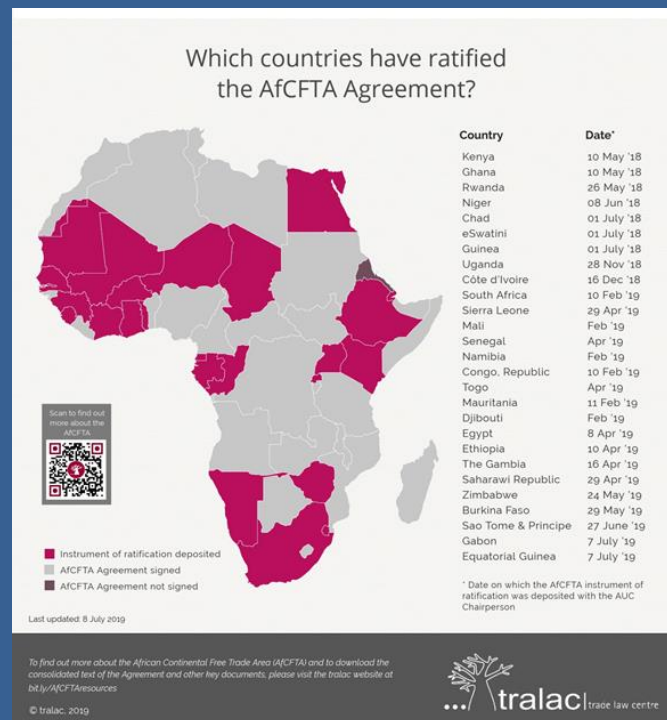 Which countries have ratified
the AfCFTA Agreement?
Country Date*
Kenya 10 May '18
Ghana 10 May '18
Rwanda 26 May '18
Niger 08 Jun '18
Chad 01 July '18
eSwatini 01 July '18
Guinea 01 July '18
Uganda 28 Nov '18
Côte d'Ivoire 16 Dec '18
South Africa 10 Feb '19
Sierra Leone 29 Apr '19
Mali Feb '19
Senegal Apr '19
Namibia Feb '19
Congo, Republic 10 Feb '19
Togo Apr '19
Mauritania 11 Feb '19
Djibouti Feb '19
Egypt 8 Apr '19
Ethiopia 10 Apr '19
The Gambia 16 Apr '19
Saharawi Republic 29 Apr '19
Zimbabwe 24 May '19
Burkina Faso 29 May '19
Sao Tome & Principe 27 June '19
Gabon 7 July '19
Equatorial Guinea 7 July '19
* Date on which the AfCFTA instrument of
ratification was deposited with the AUC
Chairperson
Scan to find out
more about the
AfCFTA
Instrument of ratification deposited
AfCFTA Agreement signed
AfCFTA Agreement not signed
Last updated: 8 July 2019
To find out more about the African Continental Free Trade Area (AfCFTA) and to download the
consolidated text of the Agreement and other key documents, please visit the tralac website at
bit.ly/AfCFTAresources
© tralac, 2019
... tralac | trade law centre